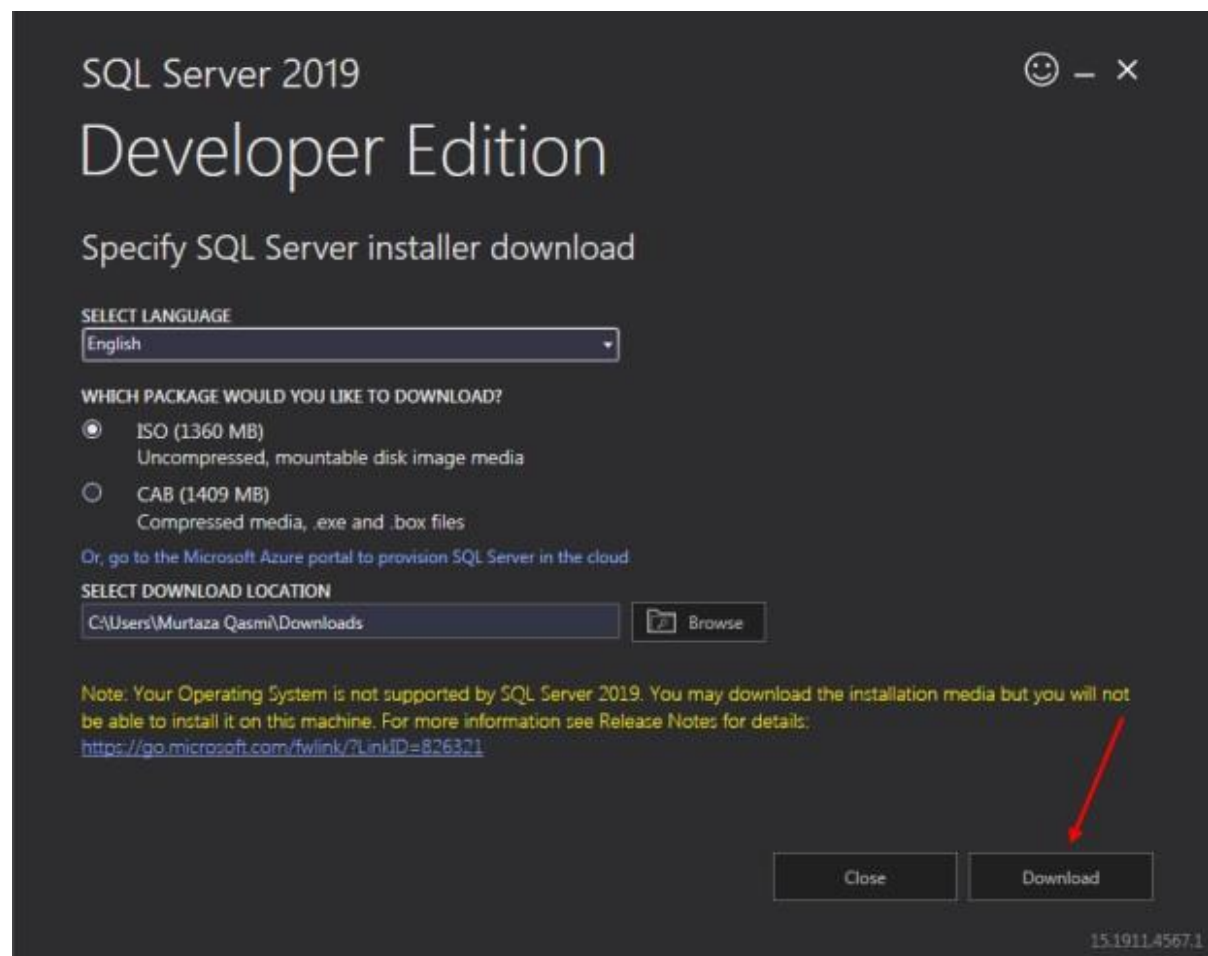 SQL Server 2019
Developer Edition
Specify SQL Server installer download
SELECT LANGUAGE
English
WHICH PACKAGE WOULD YOU LIKE TO DOWNLOAD?
ISO (1360 MB)
Uncompressed, mountable disk image media
CAB (1409 MB)
Compressed media, .exe and .box files
Or, go to the Microsoft Azure portal to provision SQL Server in the cloud
SELECT DOWNLOAD LOCATION
C:\Users\Murtaza Qasmi\Downloads
Browse
Note: Your Operating System is not supported by SQL Server 2019. You may download the installation media but you will not
be able to install it on this machine. For more information see Release Notes for details:
https://go.microsoft.com/fwlink/?LinkID=826321
Close
Download
15.1911.4567.1